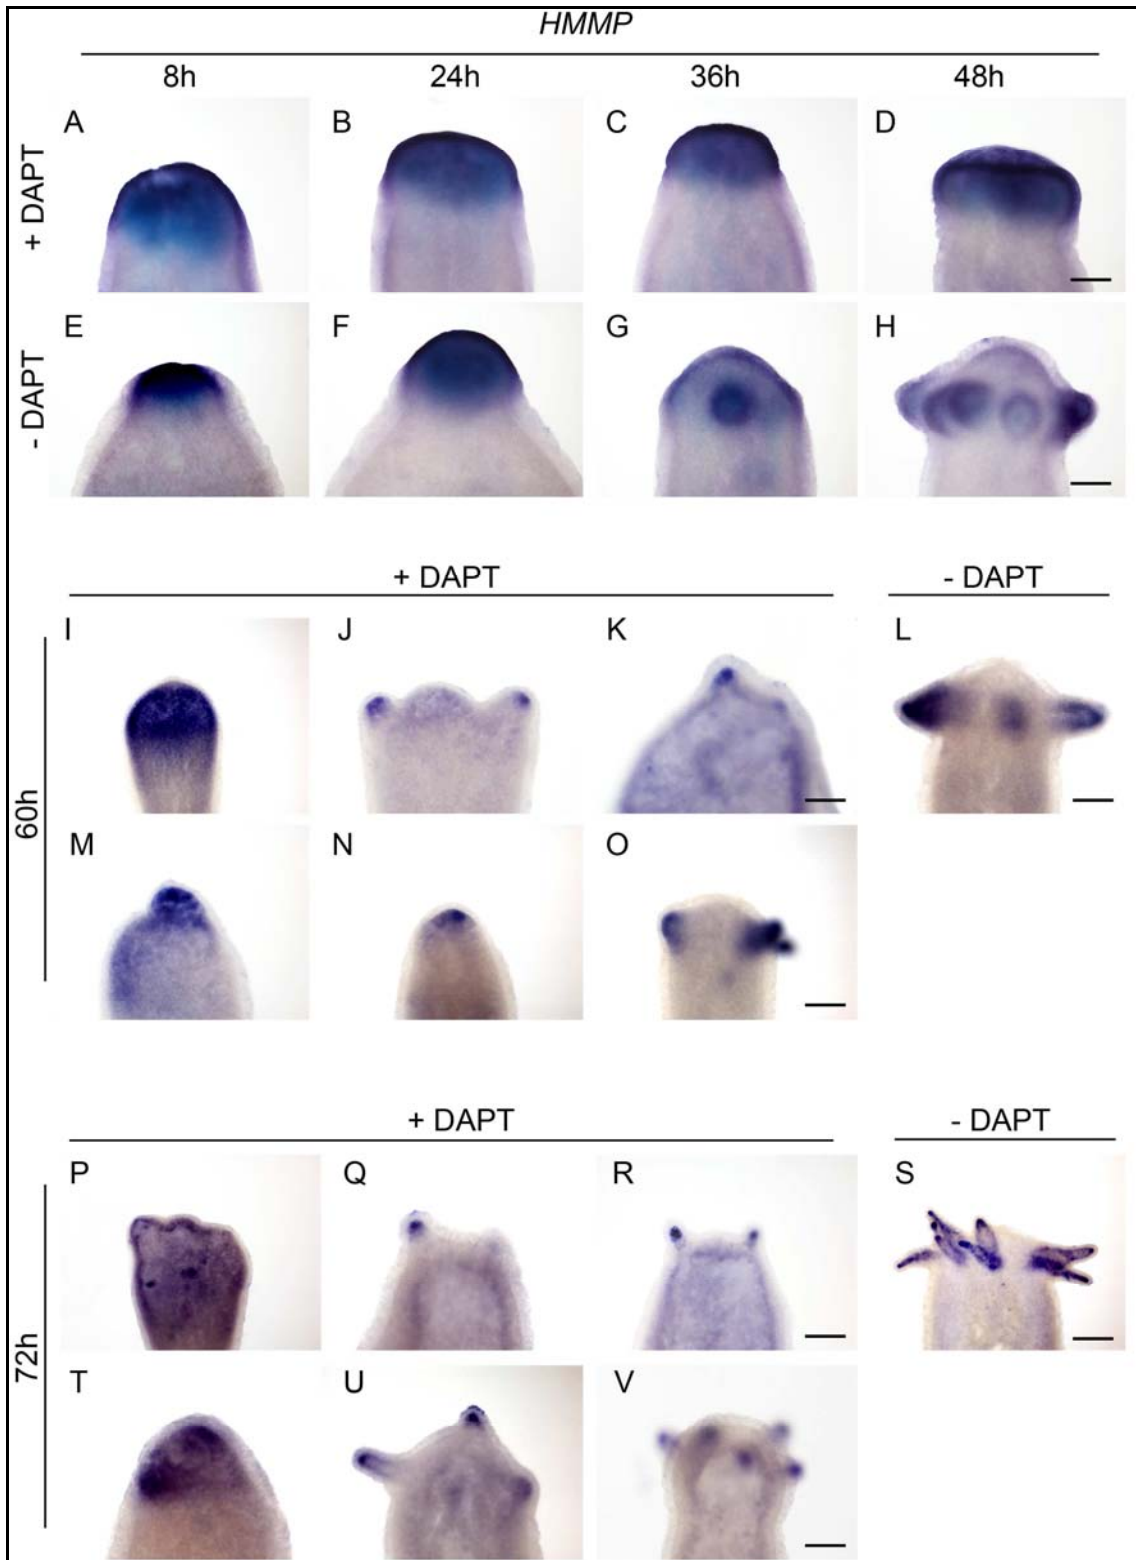 HMMP
8h 24h 36h 48h
+ DAPT
A B C D
- DAPT
E F G H
+ DAPT - DAPT
60h
I J K L
M N O
+ DAPT - DAPT
72h
P Q R S
T U V